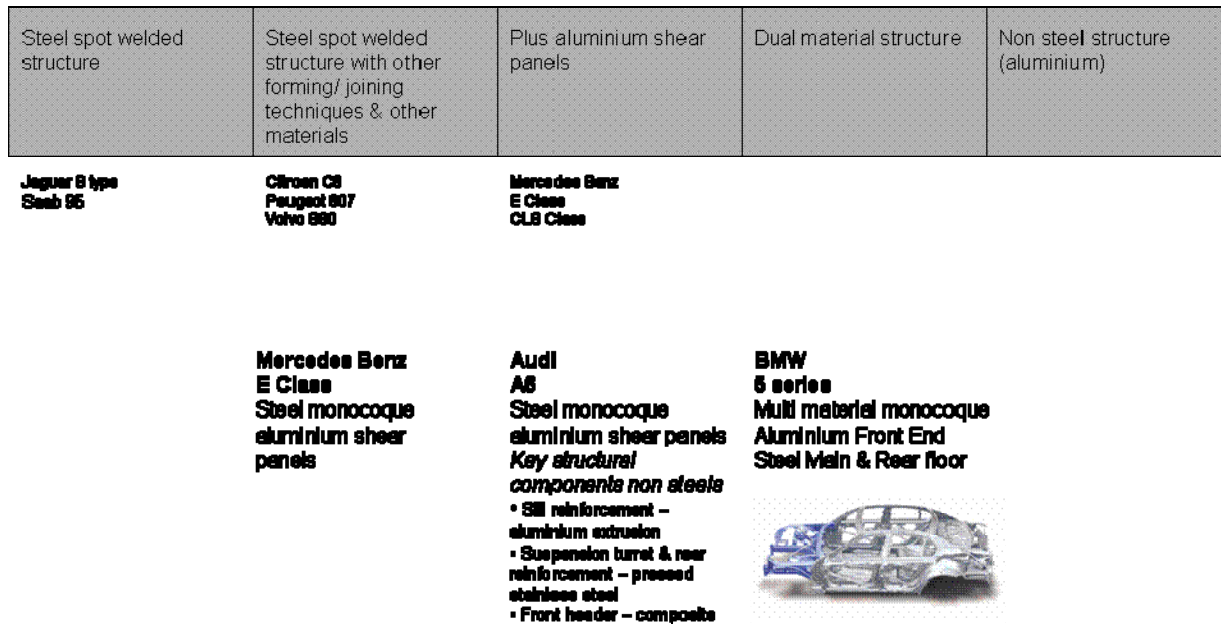 Steel spot welded
structure
Steel spot welded
structure with other
forming/ joining
techniques & other
materials
Plus aluminium shear
panels
Dual material structure
Non steel structure
(aluminium)
Jaguar S type
Saab 95
Citroen C6
Peugeot 607
Volvo S80
Mercedes Benz
E Class
CLS Class
Mercedes Benz
E Class
Steel monocoque
aluminium shear
panels
Audi
A6
Steel monocoque
aluminium shear panels
Key structural
components non steels
• Sill reinforcement –
aluminium extrusion
• Suspension turret & rear
reinforcement – pressed
stainless steel
• Front header – composite
BMW
5 series
Multi material monocoque
Aluminium Front End
Steel Main & Rear floor